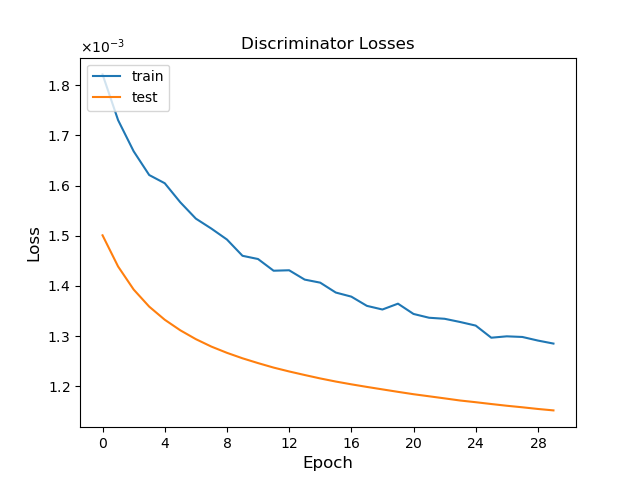 Discriminator Losses
×10⁻³
train
test
1.8
1.7
1.6
1.5
1.4
1.3
1.2
Loss
0 4 8 12 16 20 24 28
Epoch